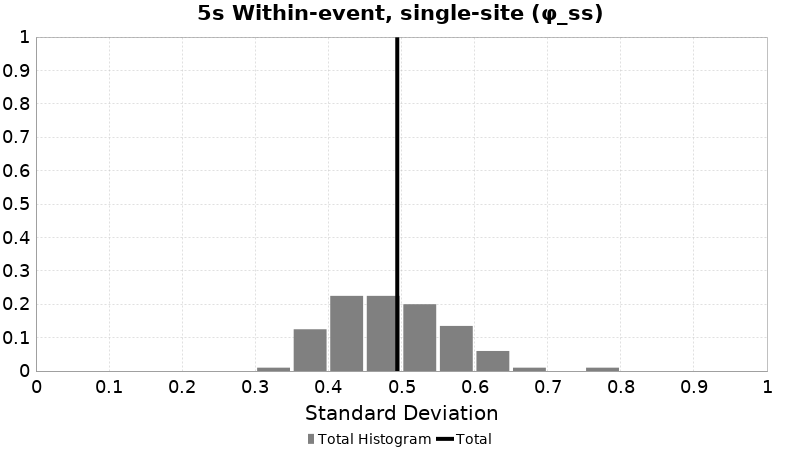 5s Within-event, single-site (φ_ss)
1
0.9
0.8
0.7
0.6
0.5
0.4
0.3
0.2
0.1
0
0 0.1 0.2 0.3 0.4 0.5 0.6 0.7 0.8 0.9 1
Standard Deviation
Total Histogram Total